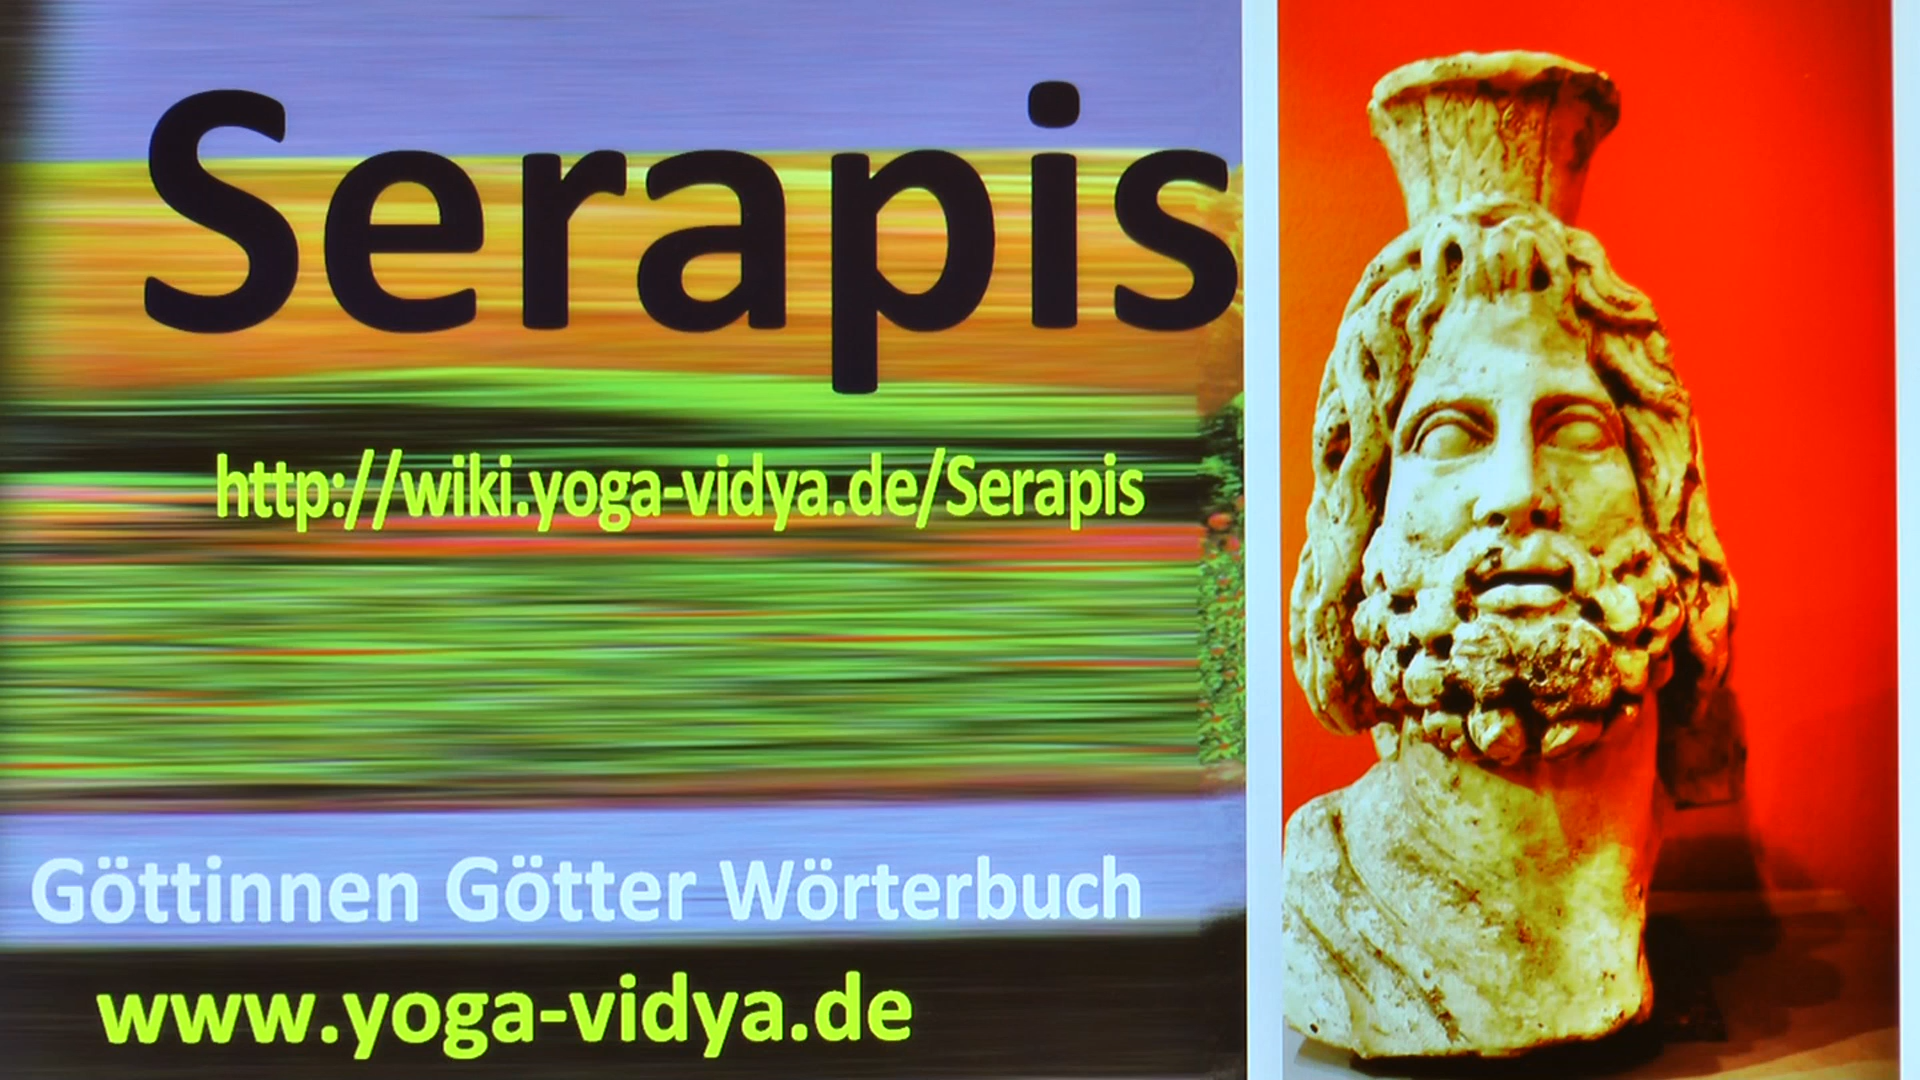 Serapis
http://wiki.yoga-vidya.de/Serapis
Göttinnen Götter Wörterbuch
www.yoga-vidya.de